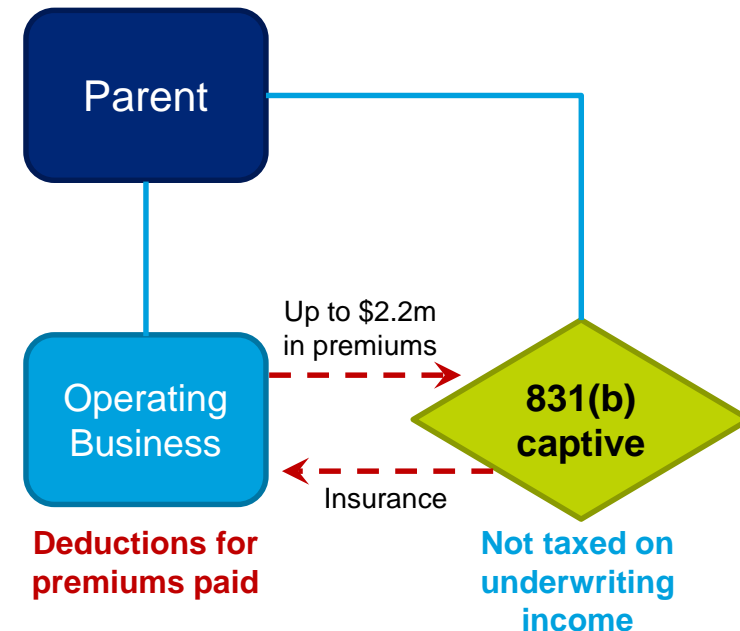 Parent
Up to $2.2m
in premiums
Operating
Business
831(b)
captive
Insurance
Deductions for
premiums paid
Not taxed on
underwriting
income